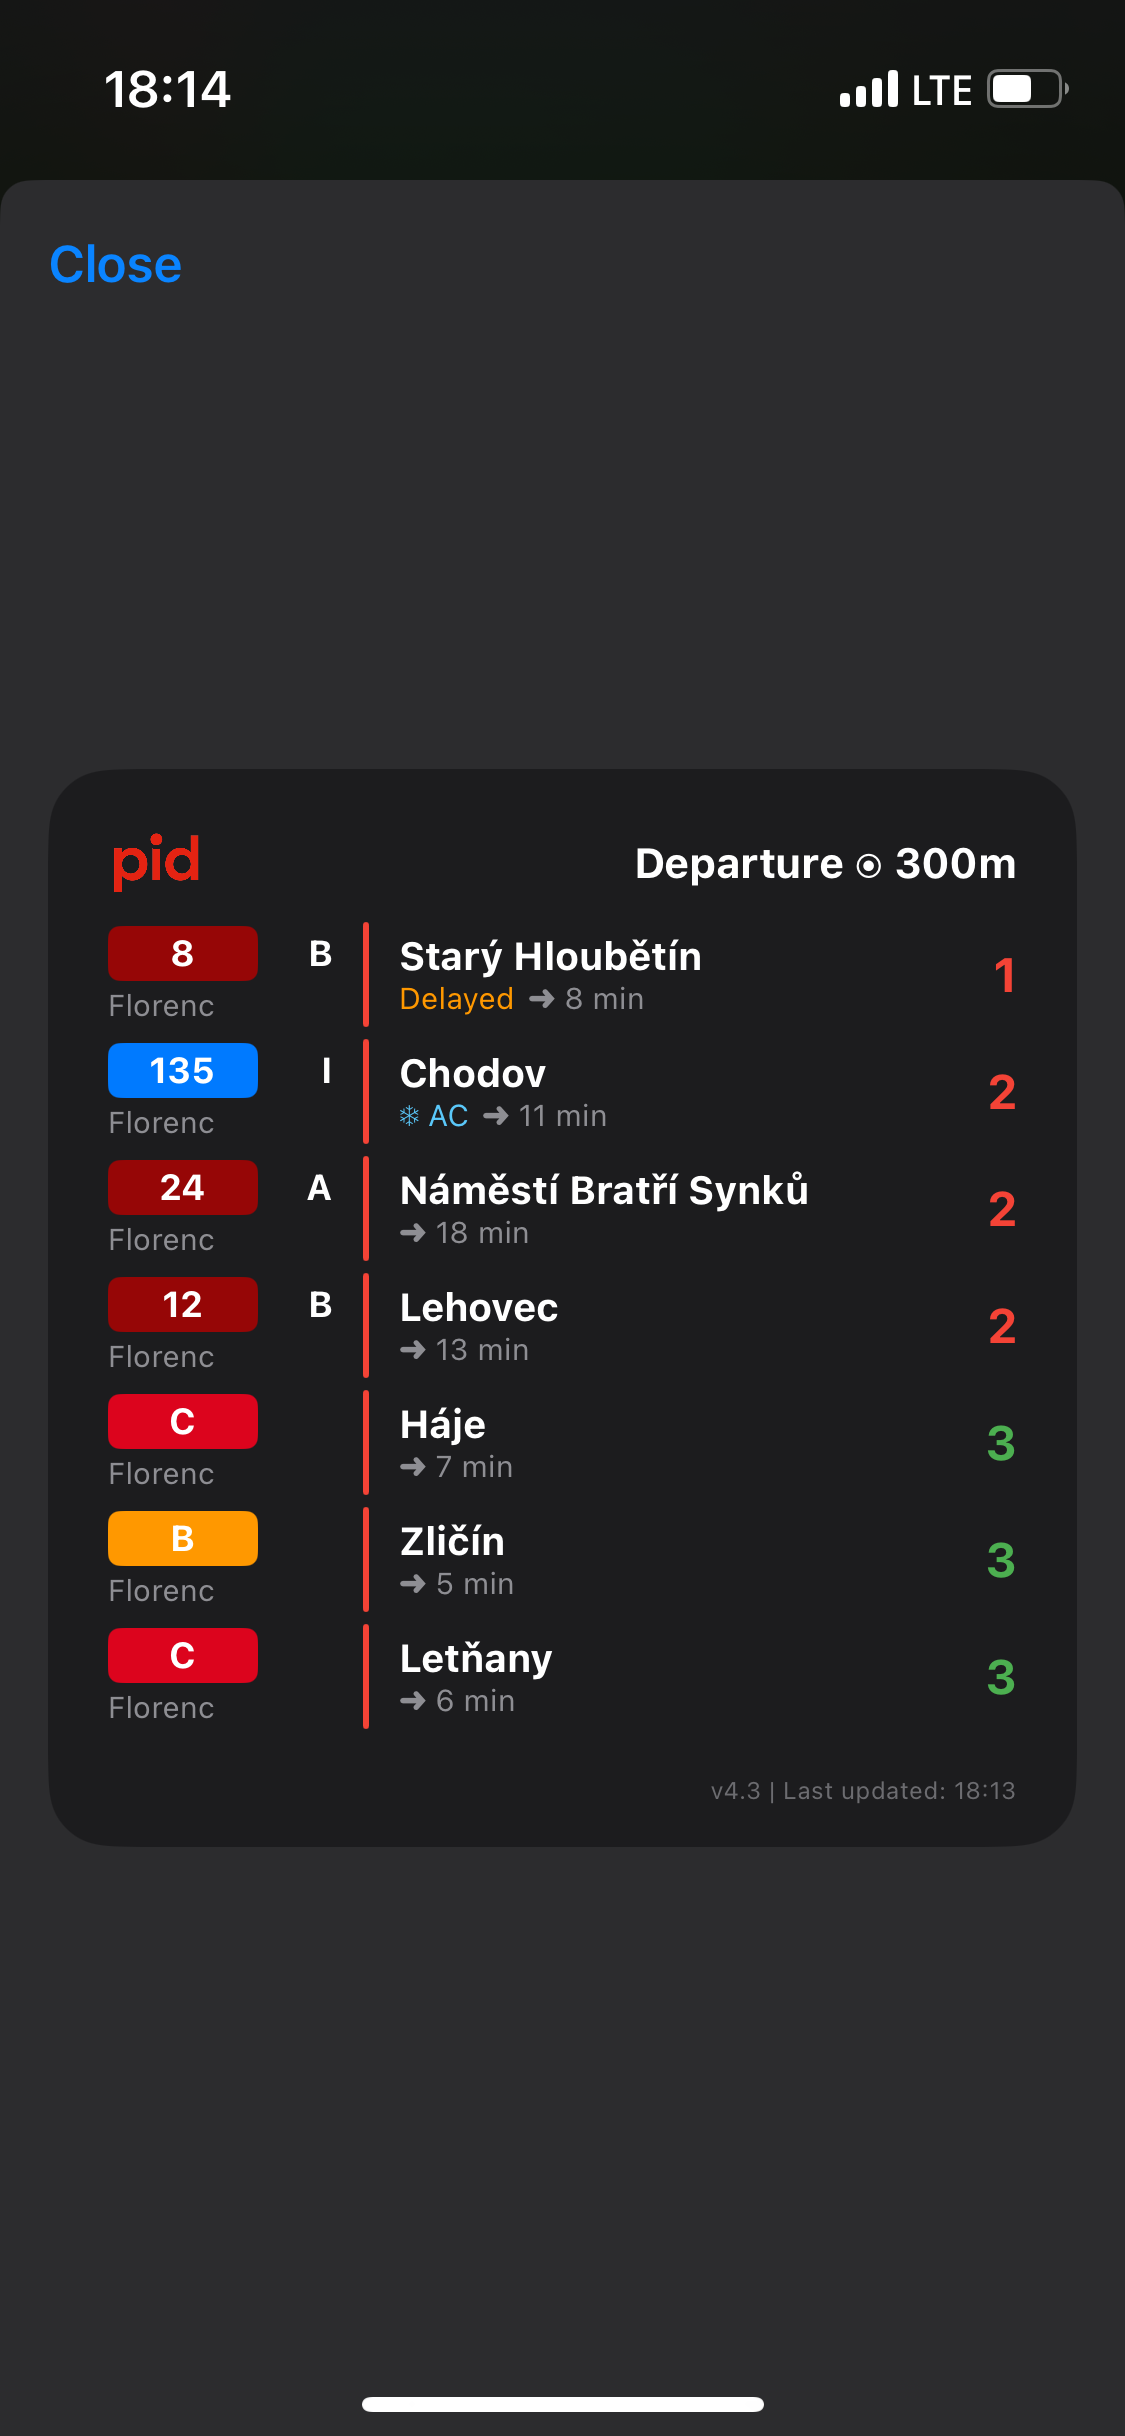 18:14 LTE
Close
pid Departure ⦿ 300m
8 B Starý Hloubětín 1
Florenc Delayed ➜ 8 min
135 I Chodov 2
Florenc ❄ AC ➜ 11 min
24 A Náměstí Bratří Synků 2
Florenc ➜ 18 min
12 B Lehovec 2
Florenc ➜ 13 min
C Háje 3
Florenc ➜ 7 min
B Zličín 3
Florenc ➜ 5 min
C Letňany 3
Florenc ➜ 6 min
v4.3 | Last updated: 18:13